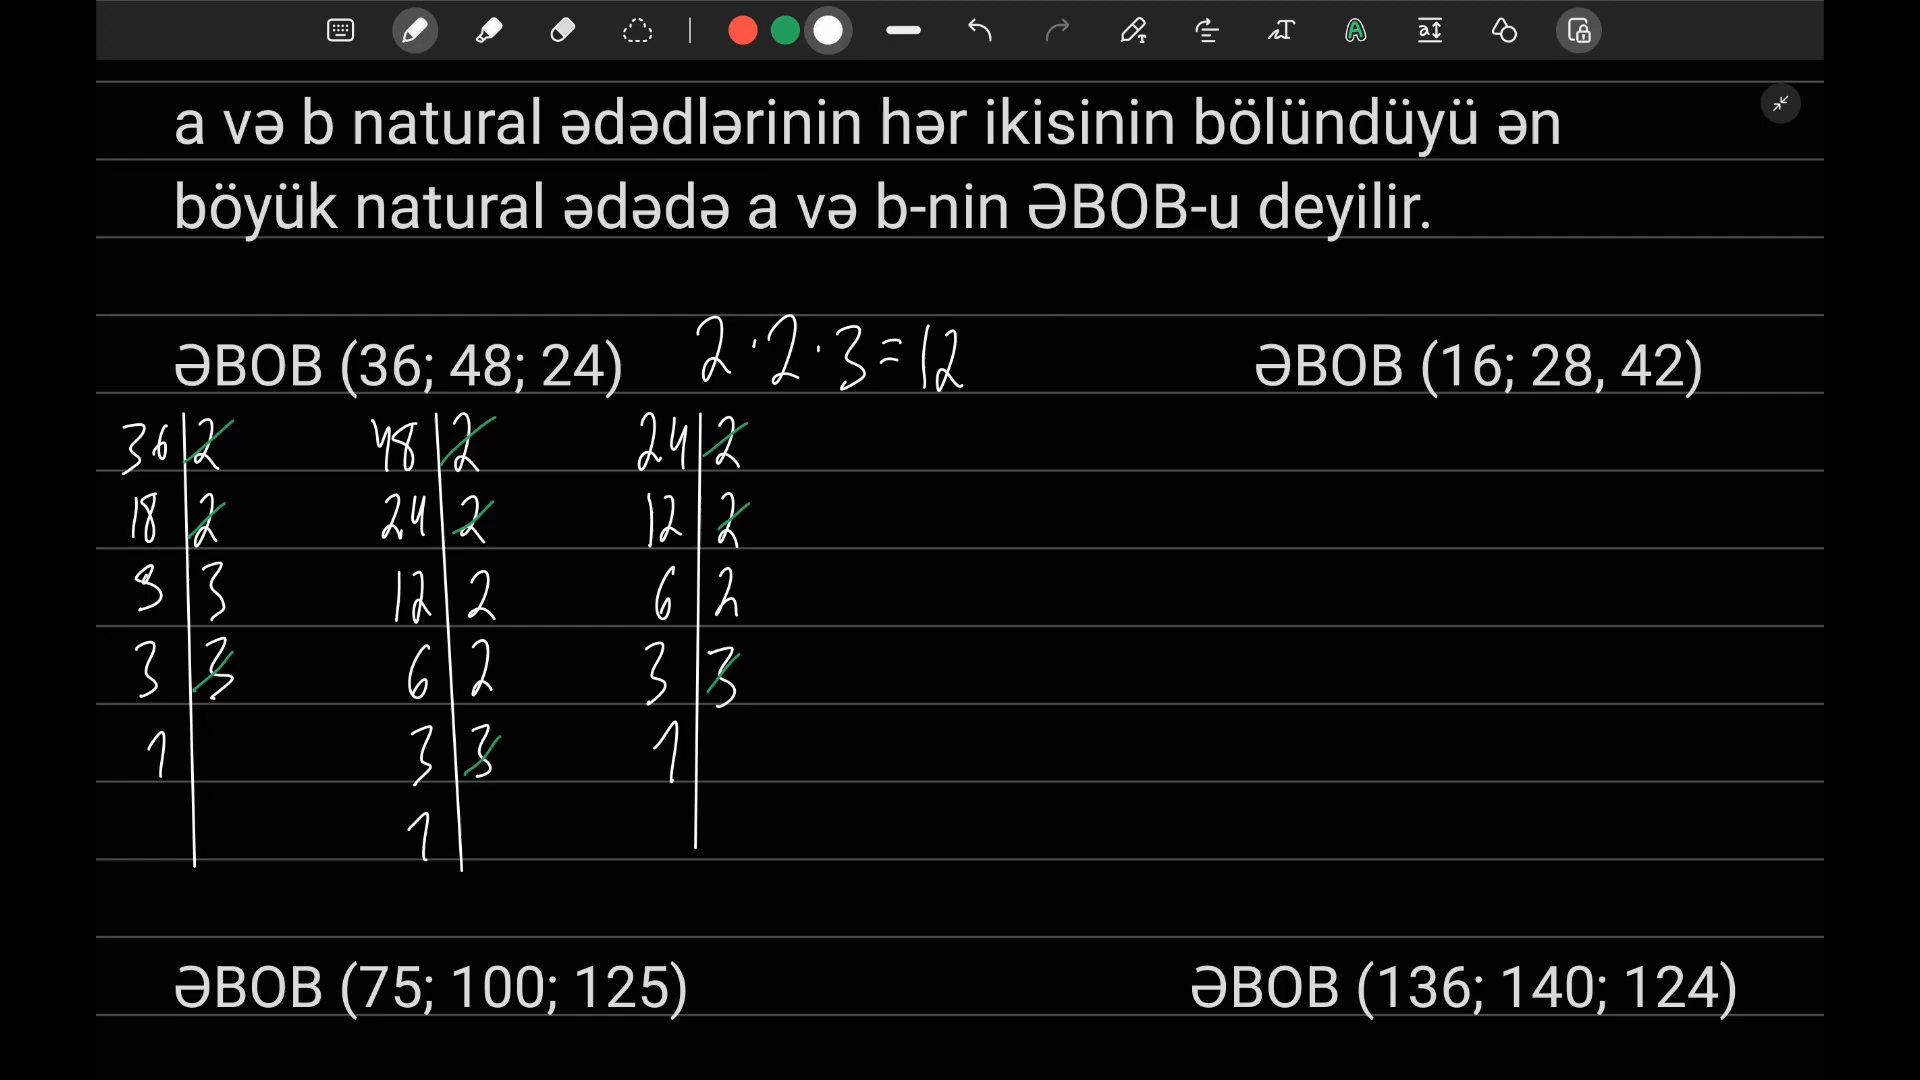 a və b natural ədədlərinin hər ikisinin bölündüyü ən
böyük natural ədədə a və b-nin ƏBOB-u deyilir.
ƏBOB (36; 48; 24) 2·2·3=12
36 | 2
18 | 2
9 | 3
3 | 3
1
48 | 2
24 | 2
12 | 2
6 | 2
3 | 3
1
24 | 2
12 | 2
6 | 2
3 | 3
1
ƏBOB (16; 28, 42)
ƏBOB (75; 100; 125)
ƏBOB (136; 140; 124)